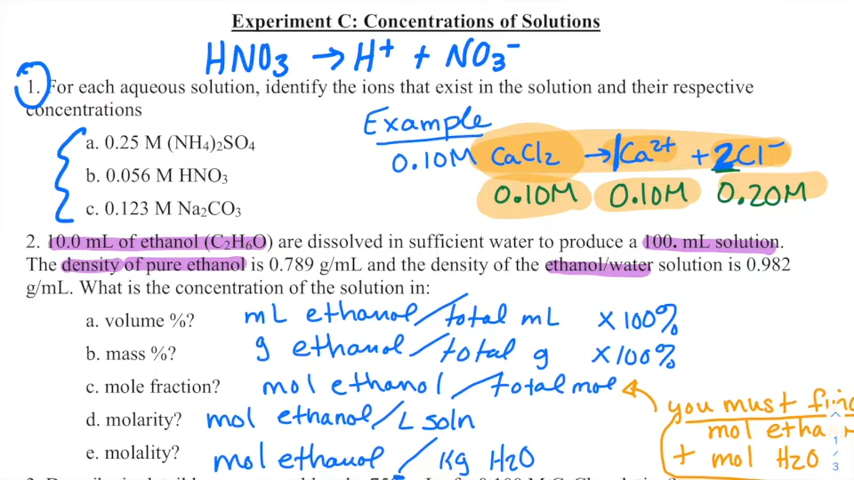 Experiment C: Concentrations of Solutions
HNO3 → H+ + NO3-
1. For each aqueous solution, identify the ions that exist in the solution and their respective
concentrations
Example
a. 0.25 M (NH4)2SO4
0.10M CaCl2 → 1Ca2+ + 2Cl-
b. 0.056 M HNO3
0.10M 0.10M 0.20M
c. 0.123 M Na2CO3
2. 10.0 mL of ethanol (C2H6O) are dissolved in sufficient water to produce a 100. mL solution.
The density of pure ethanol is 0.789 g/mL and the density of the ethanol/water solution is 0.982
g/mL. What is the concentration of the solution in:
a. volume %? mL ethanol/total mL x100%
b. mass %? g ethanol/total g x100%
c. mole fraction? mol ethanol/total mol
d. molarity? mol ethanol/L soln
you must find
mol etha
e. molality? mol ethanol/kg H2O
+ mol H2O
1
/
3